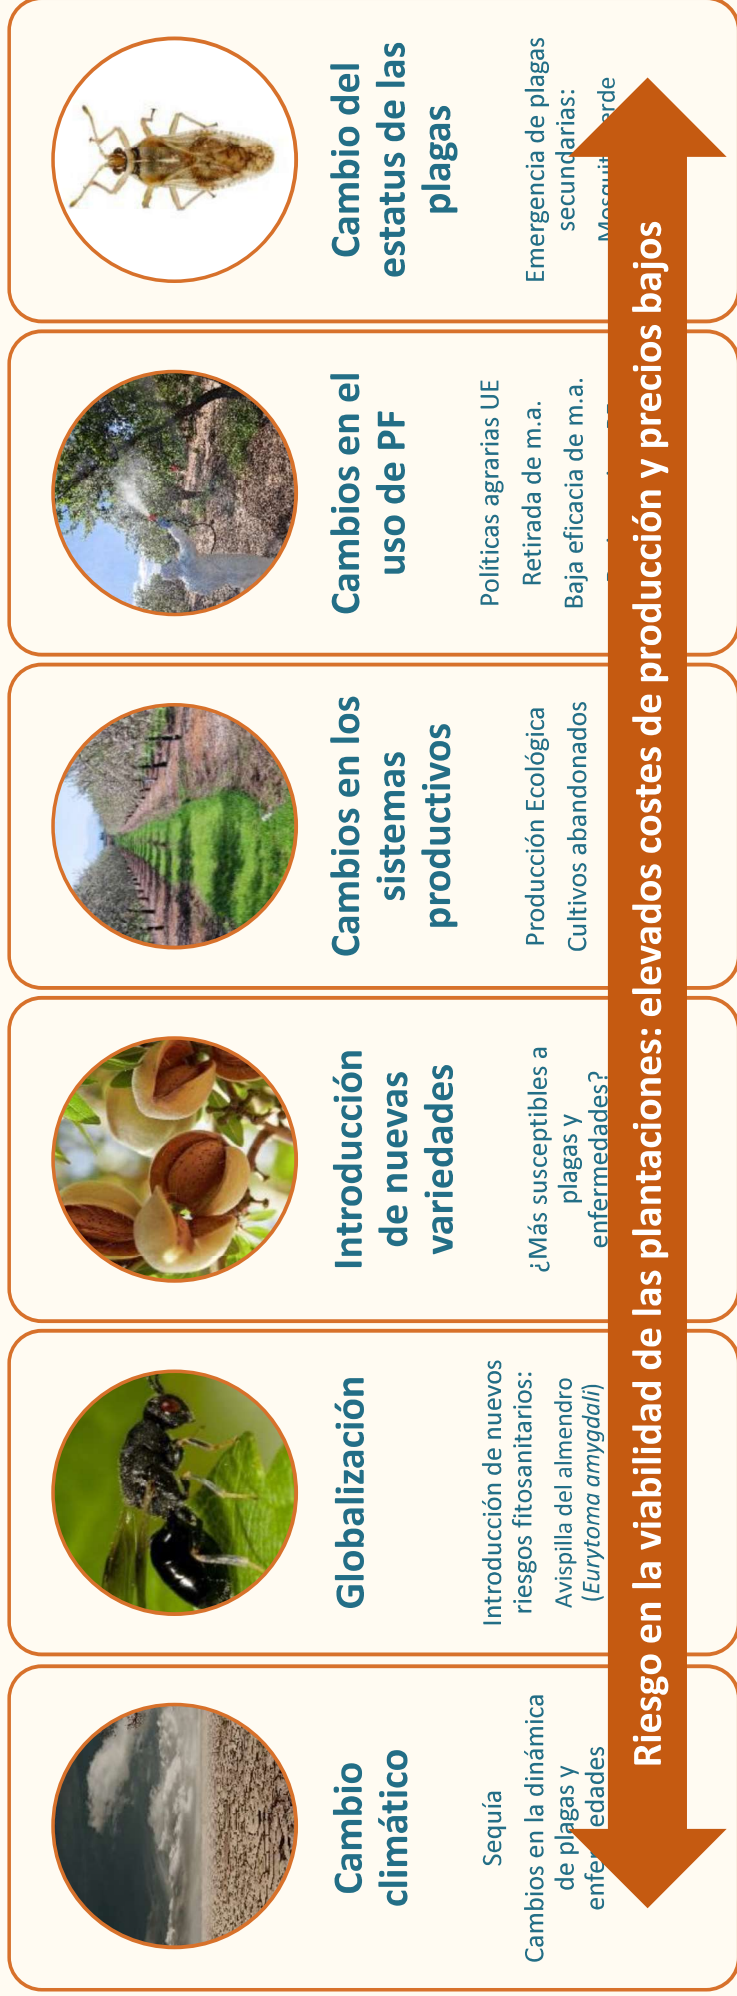 Cambio
climático
Sequía
Cambios en la dinámica
de plagas y
Globalización
Introducción de nuevos
riesgos fitosanitarios:
Avispilla del almendro
(Eurytoma amygdali)
Introducción
de nuevas
variedades
¿Más susceptibles a
plagas y
enfermedades?
Cambios en los
sistemas
productivos
Producción Ecológica
Cultivos abandonados
Cambios en el
uso de PF
Políticas agrarias UE
Retirada de m.a.
Baja eficacia de m.a.
Cambio del
estatus de las
plagas
Emergencia de plagas
secundarias:
Riesgo en la viabilidad de las plantaciones: elevados costes de producción y precios bajos